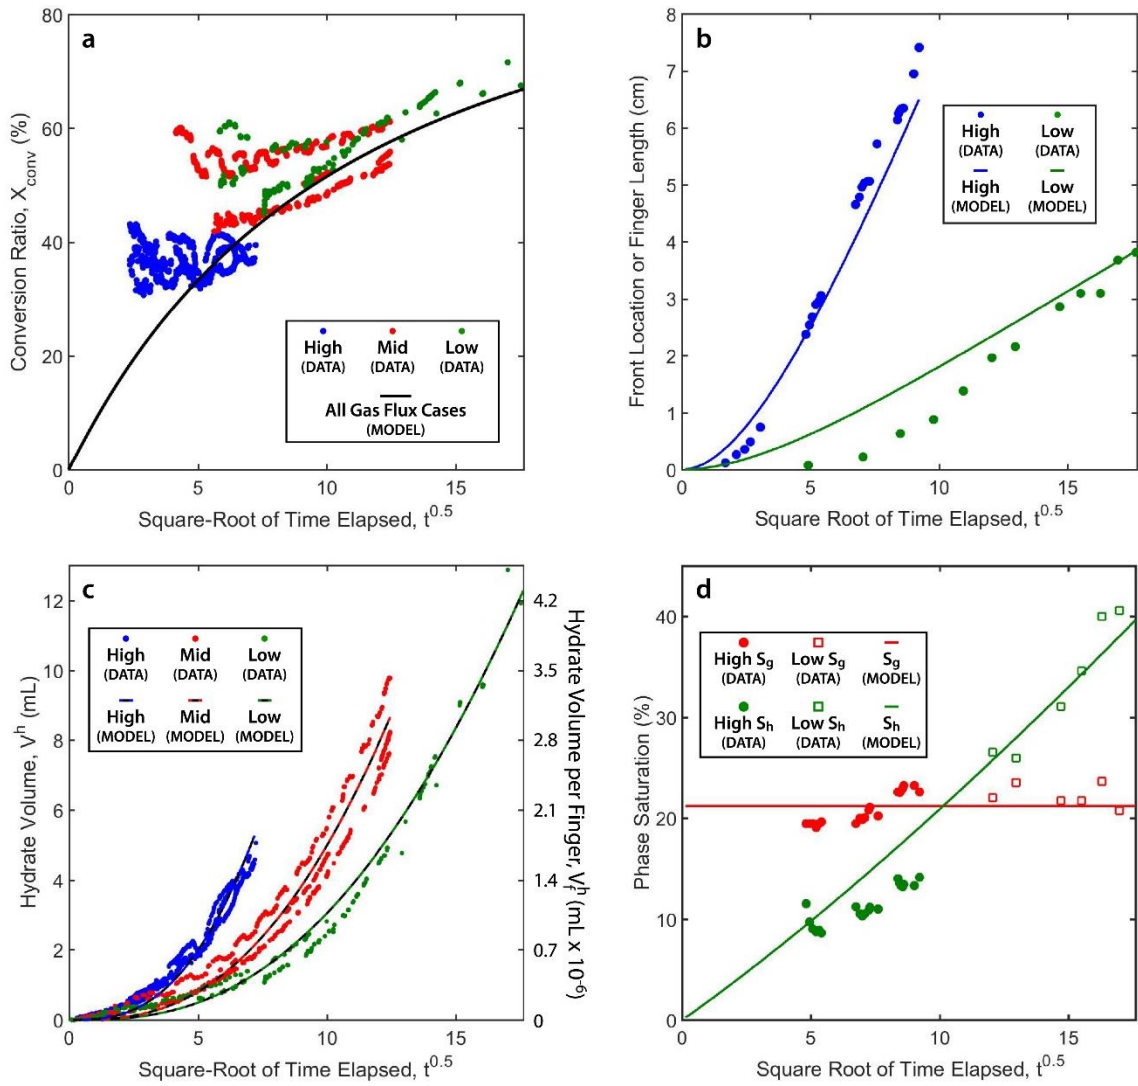 a
80
60
40
20
0
Conversion Ratio, X_conv (%)
High Mid Low
(DATA) (DATA) (DATA)
All Gas Flux Cases
(MODEL)
0 5 10 15
Square-Root of Time Elapsed, t^0.5
b
8
7
6
5
4
3
2
1
0
Front Location or Finger Length (cm)
High Low
(DATA) (DATA)
High Low
(MODEL) (MODEL)
0 5 10 15
Square Root of Time Elapsed, t^0.5
c
12
10
8
6
4
2
0
Hydrate Volume, V^h (mL)
High Mid Low
(DATA) (DATA) (DATA)
High Mid Low
(MODEL) (MODEL) (MODEL)
4.2
3.5
2.8
2.1
1.4
0.7
0
Hydrate Volume per Finger, V_f^h (mL x 10^-6)
0 5 10 15
Square-Root of Time Elapsed, t^0.5
d
40
30
20
10
0
Phase Saturation (%)
High S_g Low S_g S_g
(DATA) (DATA) (MODEL)
High S_h Low S_h S_h
(DATA) (DATA) (MODEL)
0 5 10 15
Square Root of Time Elapsed, t^0.5